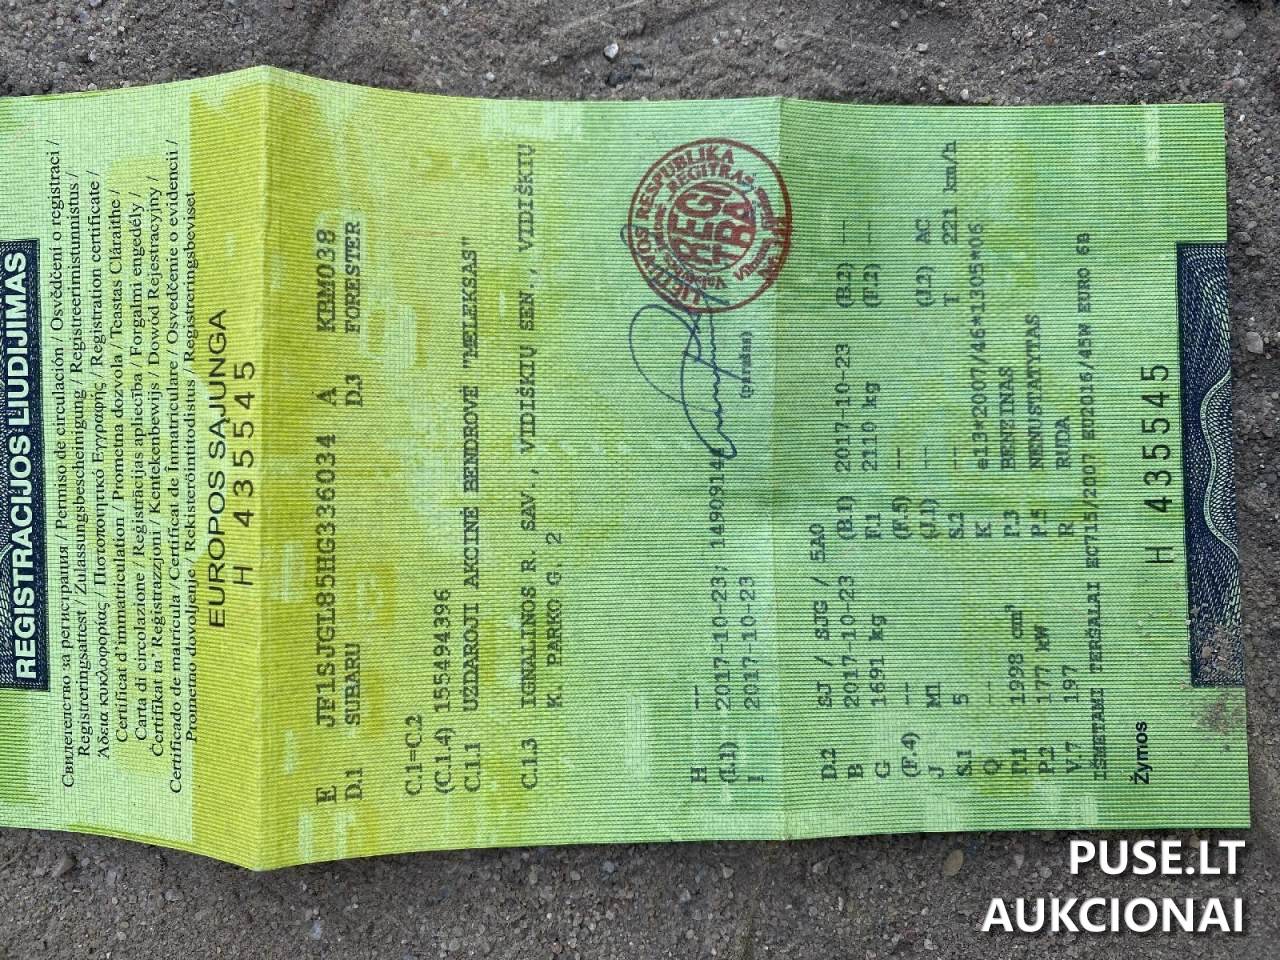 REGISTRACIJOS LIUDIJIMAS
Свидетелство за регистрация / Permiso de circulación / Osvědčení o registraci /
Registreringsattest / Zulassungsbescheinigung / Registreerimistunnistus /
Άδεια κυκλοφορίας / Πιστοποιητικό Εγγραφής / Registration certificate /
Certificat d'immatriculation / Prometna dozvola / Teastas Cláraithe /
Carta di circolazione / Reģistrācijas apliecība / Forgalmi engedély /
Ċertifikat ta' Reġistrazzjoni / Kentekenbewijs / Dowód Rejestracyjny /
Certificado de matrícula / Certificat de Înmatriculare / Osvedčenie o evidencii /
Prometno dovoljenje / Rekisteröintitodistus / Registreringsbeviset
EUROPOS SĄJUNGA
H 435545
E JF1SJGL85HG336034 A KBM038
D.1 SUBARU D.3 FORESTER
C.1=C.2
(C.1.4) 155494396
C.1.1 UŽDAROJI AKCINĖ BENDROVĖ "MELEKSAS"
C.1.3 IGNALINOS R. SAV., VIDIŠKIŲ SEN., VIDIŠKIŲ
K. PARKO G. 2
LIETUVOS RESPUBLIKA
REGITRA
H --
(I.1) 2017-10-23; 1490914
I 2017-10-23 (parašas)
D.2 SJ / SJG / 5A0
B 2017-10-23 (B.1) 2017-10-23 (B.2) ---
G 1691 kg F.1 2110 kg (F.2) ---
(F.4) -- (F.5) --
J M1 (J.1) -- (J.2) AC
S.1 5 S.2 -- T 221 km/h
Q -- K e13*2007/46*1305*06
P.1 1998 cm³ P.3 BENZINAS
P.2 177 kW P.5 NENUSTATYTAS
V.7 197 R RUDA
IŠMETAMI TERŠALAI EC715/2007 EU2016/45W EURO 6B
Žymos
H 435545
PUSE.LT
AUKCIONAI